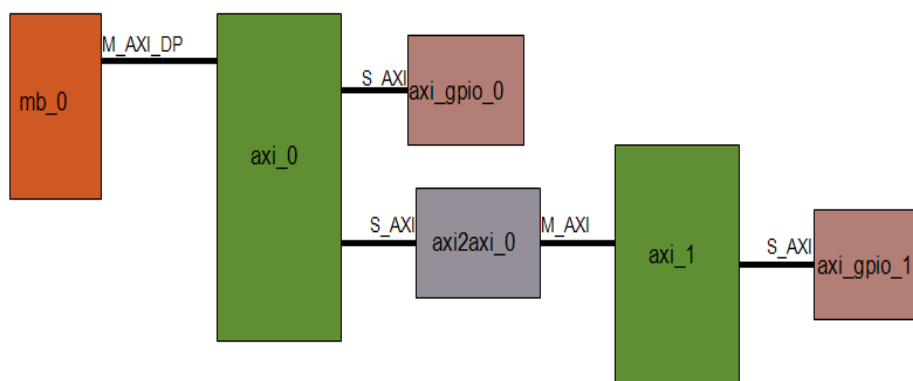 M_AXI_DP
mb_0
axi_0
S_AXI
axi_gpio_0
S_AXI
axi2axi_0
M_AXI
axi_1
S_AXI
axi_gpio_1